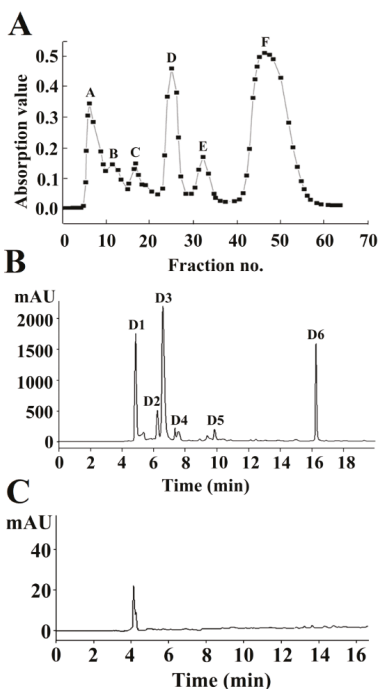 A
Absorption value
0.5
0.4
0.3
0.2
0.1
0.0
A
B
C
D
E
F
0 10 20 30 40 50 60 70
Fraction no.
B
mAU
2000
1500
1000
500
0
D1
D2
D3
D4
D5
D6
0 2 4 6 8 10 12 14 16 18
Time (min)
C
mAU
40
20
0
0 2 4 6 8 10 12 14 16
Time (min)